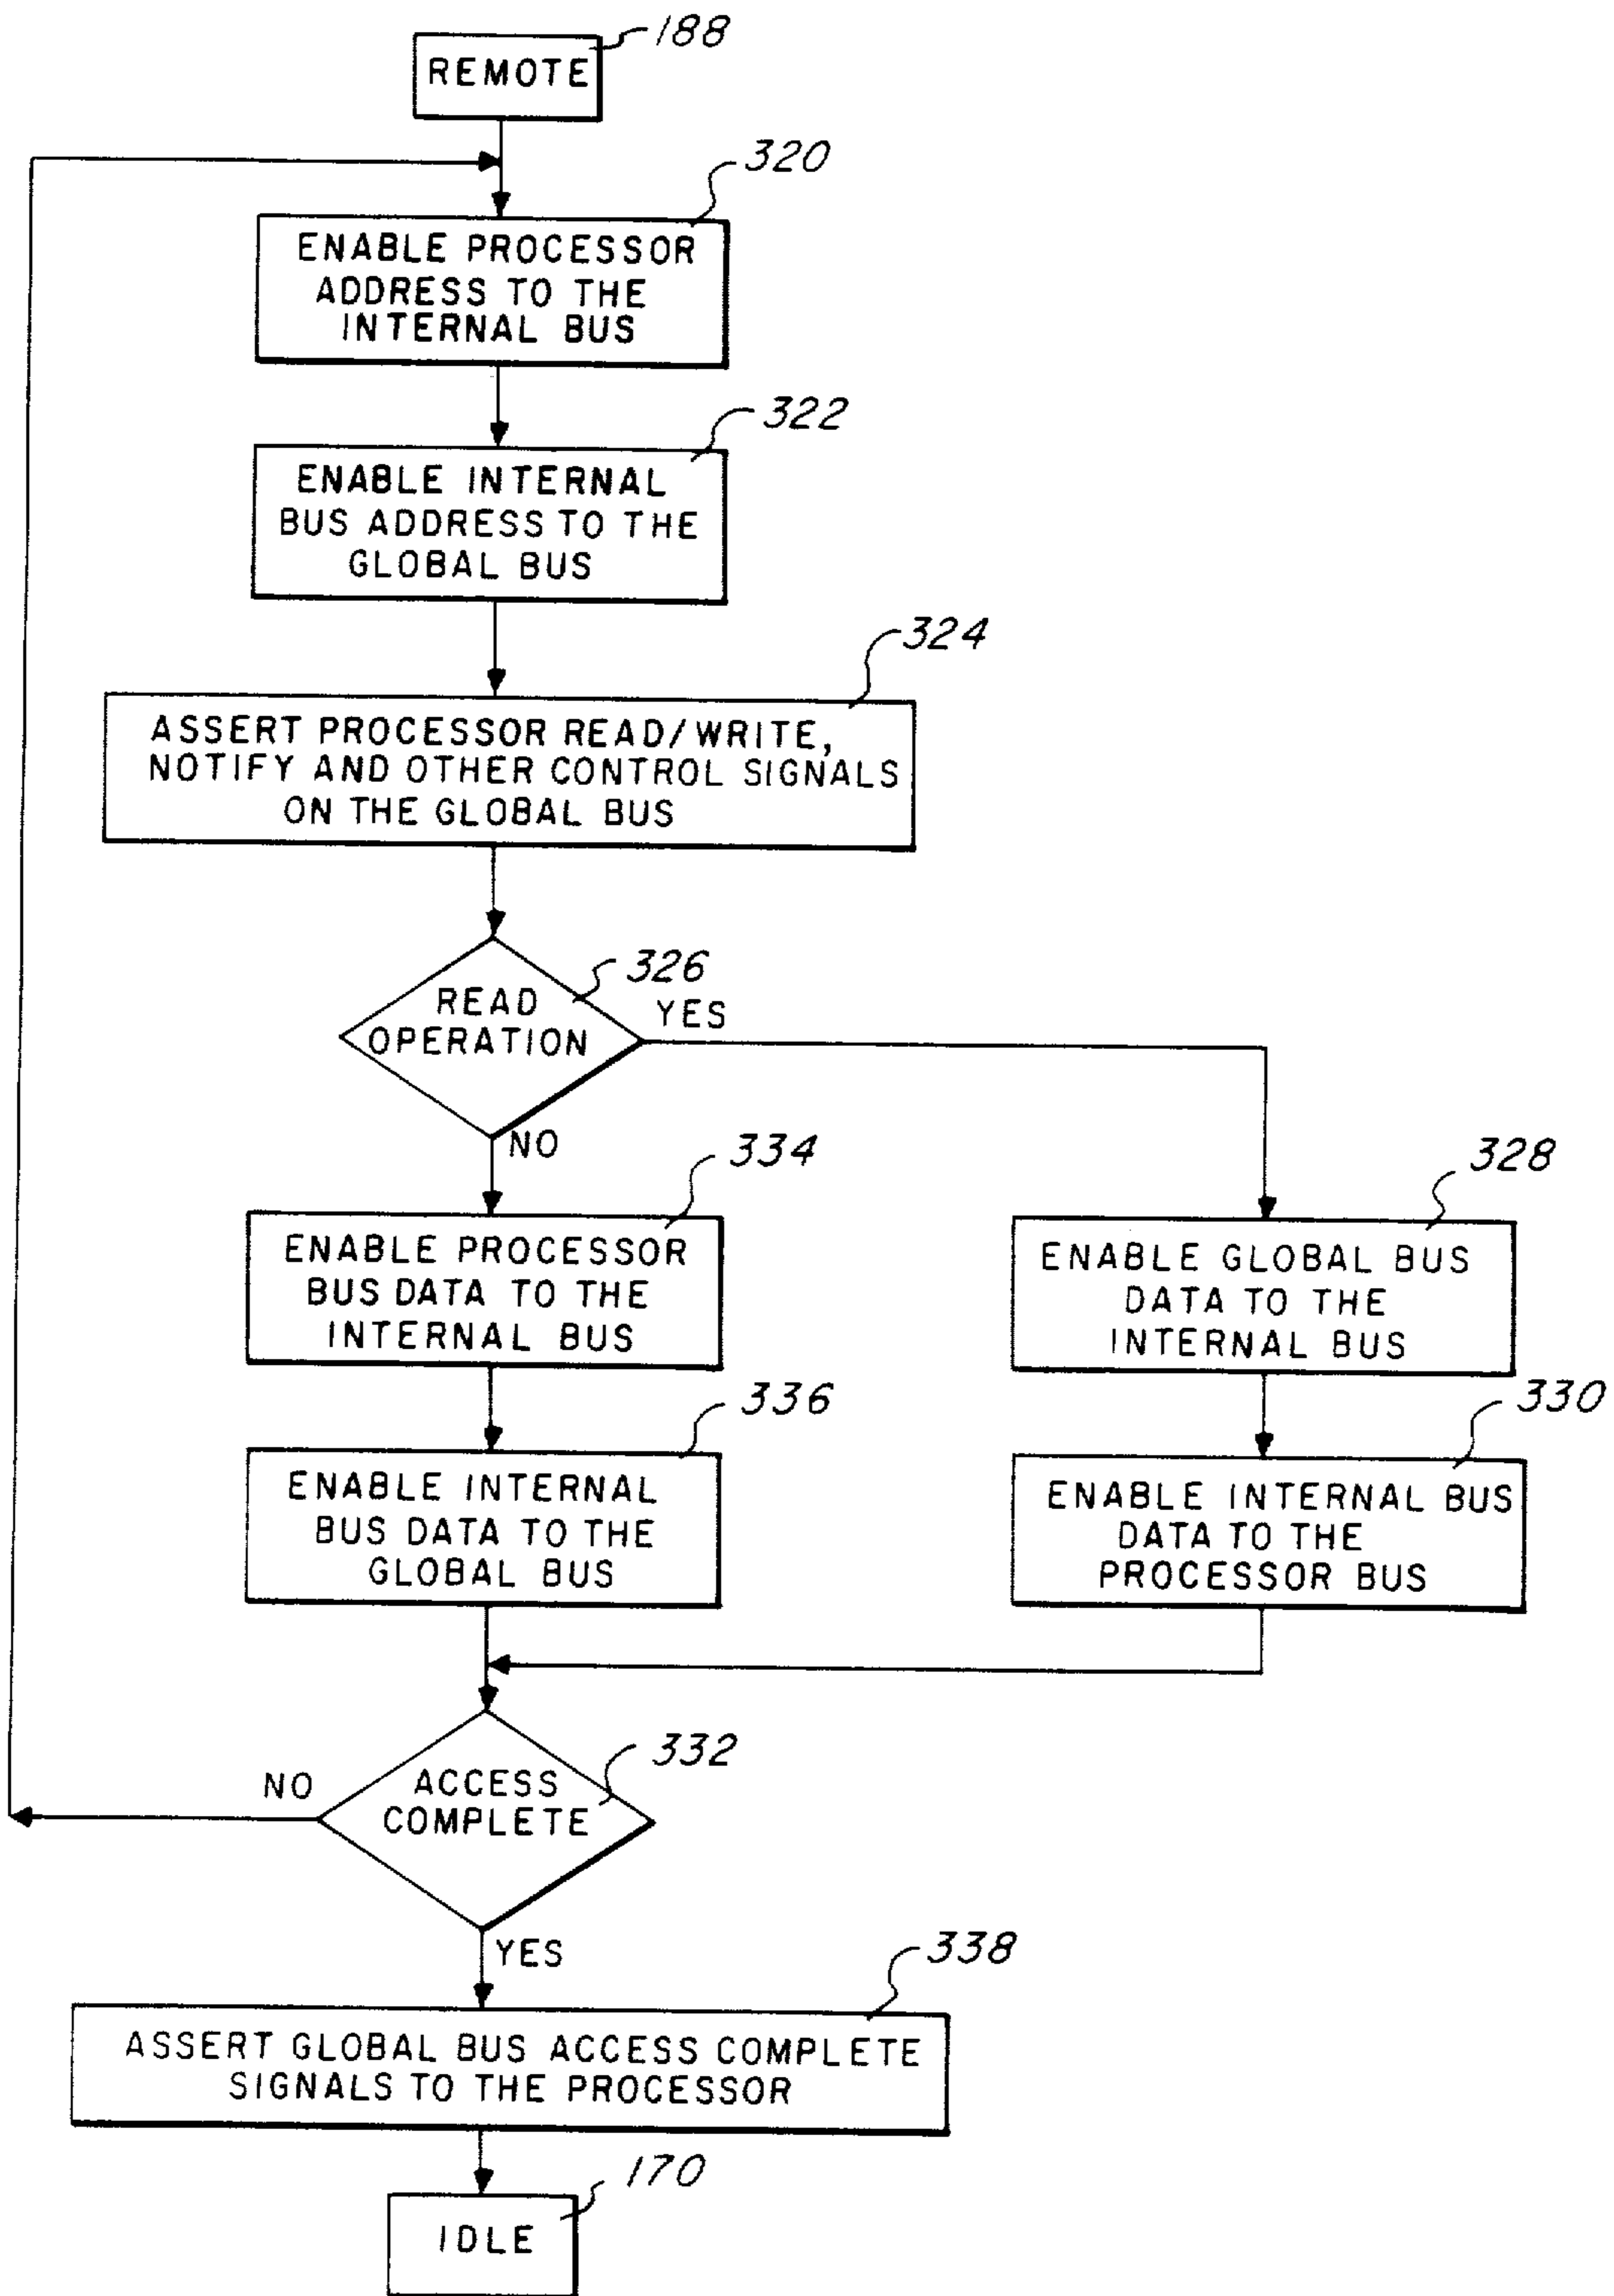 188
REMOTE
320
ENABLE PROCESSOR
ADDRESS TO THE
INTERNAL BUS
322
ENABLE INTERNAL
BUS ADDRESS TO THE
GLOBAL BUS
324
ASSERT PROCESSOR READ/WRITE,
NOTIFY AND OTHER CONTROL SIGNALS
ON THE GLOBAL BUS
326
READ
OPERATION
YES
NO
334
ENABLE PROCESSOR
BUS DATA TO THE
INTERNAL BUS
328
ENABLE GLOBAL BUS
DATA TO THE
INTERNAL BUS
336
ENABLE INTERNAL
BUS DATA TO THE
GLOBAL BUS
330
ENABLE INTERNAL BUS
DATA TO THE
PROCESSOR BUS
332
ACCESS
COMPLETE
NO
YES
338
ASSERT GLOBAL BUS ACCESS COMPLETE
SIGNALS TO THE PROCESSOR
170
IDLE